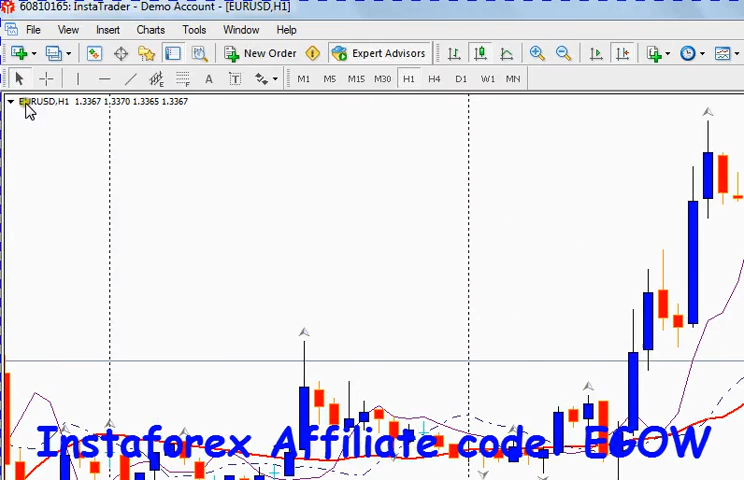 60810165: InstaTrader - Demo Account - [EURUSD,H1]
File View Insert Charts Tools Window Help
New Order Expert Advisors
A T M1 M5 M15 M30 H1 H4 D1 W1 MN
EURUSD,H1 1.3367 1.3370 1.3365 1.3367
Instaforex Affiliate code EGOW